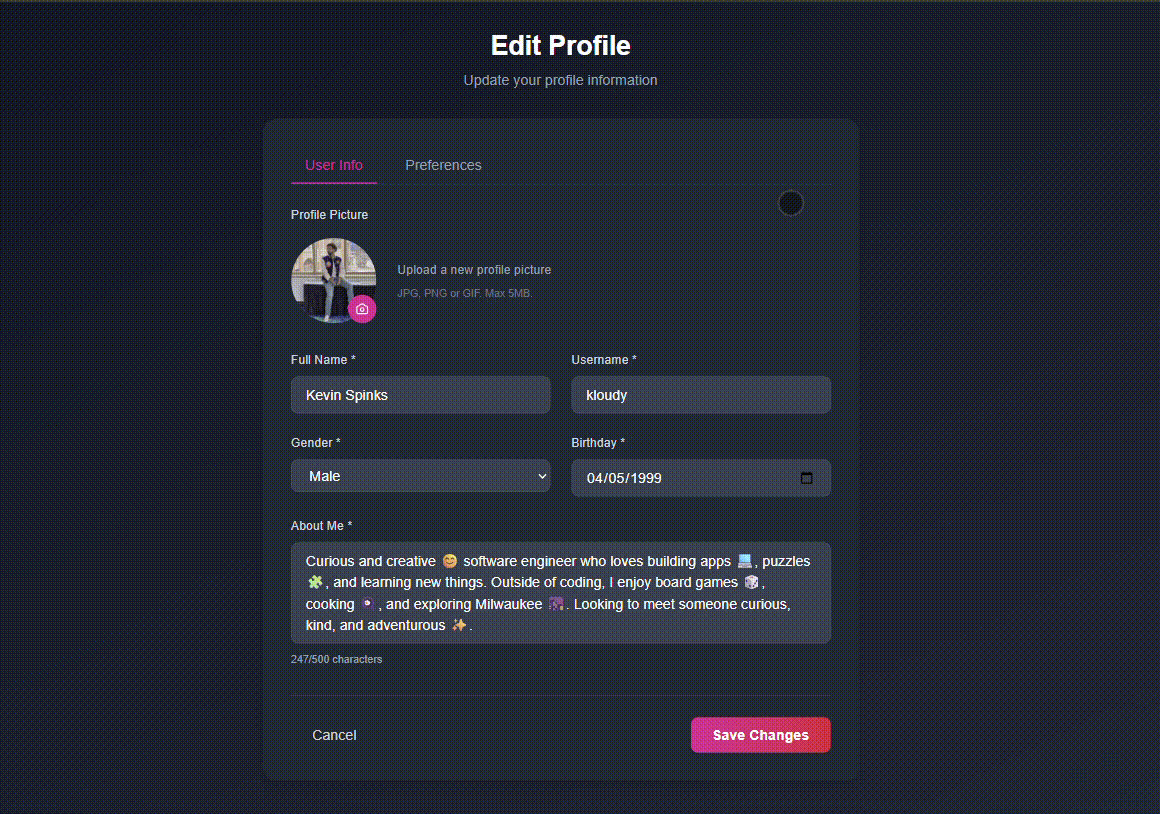 Edit Profile
Update your profile information
User Info
Preferences
Profile Picture
Upload a new profile picture
JPG, PNG or GIF. Max 5MB.
Full Name *
Username *
Kevin Spinks
kloudy
Gender *
Birthday *
Male
04/05/1999
About Me *
Curious and creative 😊 software engineer who loves building apps 💻, puzzles
🧩, and learning new things. Outside of coding, I enjoy board games 🎲,
cooking 🍳, and exploring Milwaukee 🌆. Looking to meet someone curious,
kind, and adventurous ✨.
247/500 characters
Cancel
Save Changes